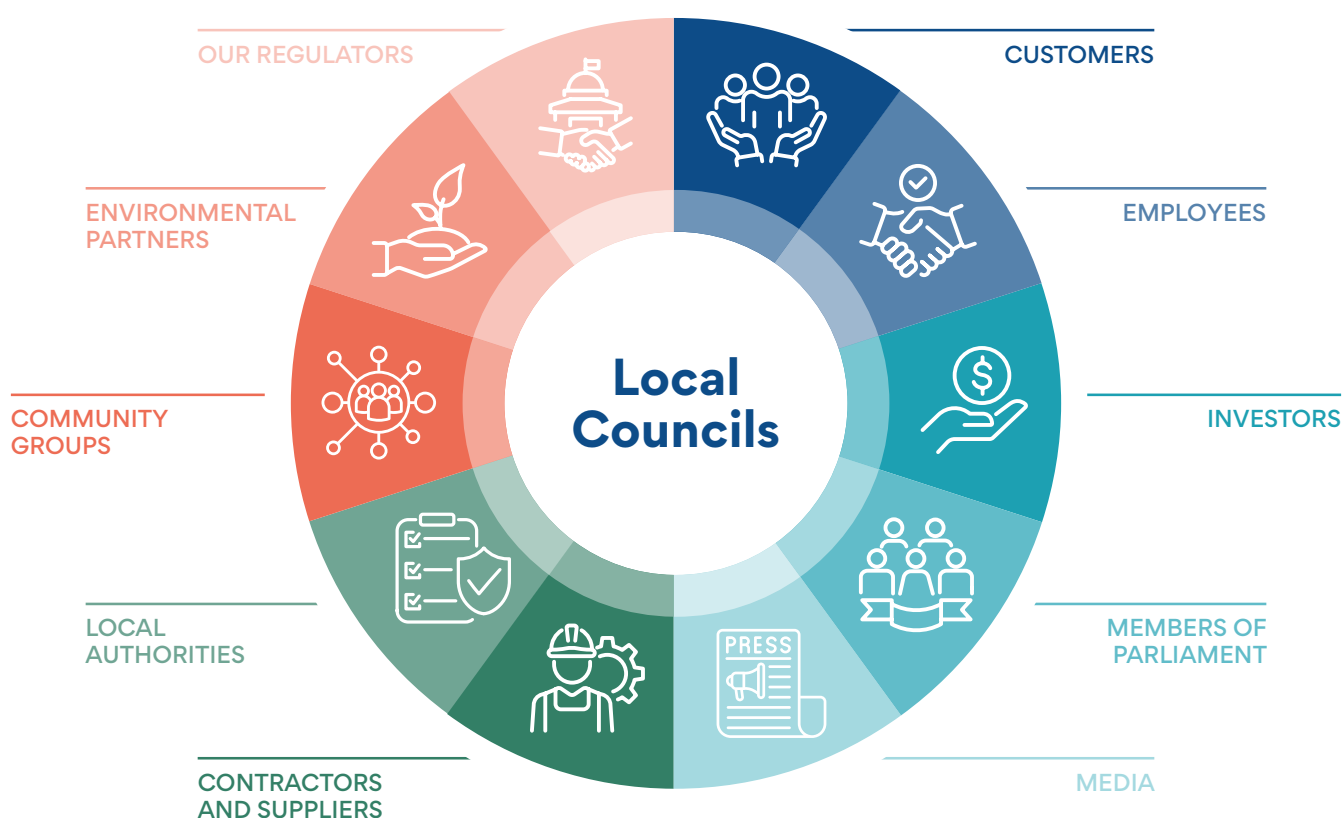 OUR REGULATORS
CUSTOMERS
ENVIRONMENTAL
PARTNERS
EMPLOYEES
Local
Councils
COMMUNITY
GROUPS
INVESTORS
LOCAL
AUTHORITIES
MEMBERS OF
PARLIAMENT
PRESS
CONTRACTORS
AND SUPPLIERS
MEDIA